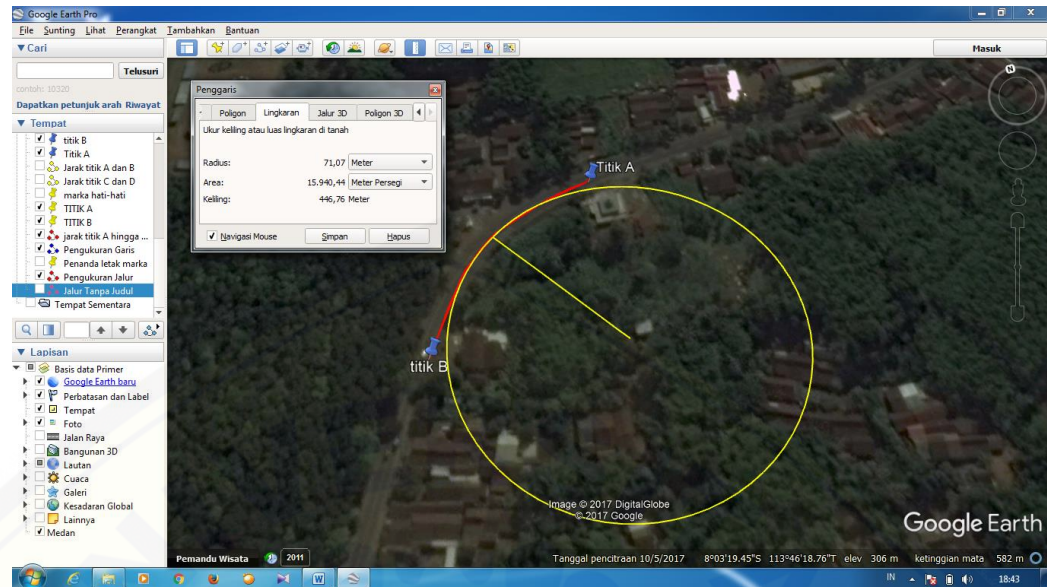 Google Earth Pro
File Sunting Lihat Perangkat Tambahkan Bantuan
Cari
Masuk
Telusuri
contoh: 10320
Dapatkan petunjuk arah Riwayat
Tempat
titik B
Titik A
Jarak titik A dan B
Jarak titik C dan D
marka hati-hati
TITIK A
TITIK B
jarak titik A hingga ...
Pengukuran Garis
Penanda letak marka
Pengukuran Jalur
Jalur Tanpa Judul
Tempat Sementara
Lapisan
Basis data Primer
Google Earth baru
Perbatasan dan Label
Tempat
Foto
Jalan Raya
Bangunan 3D
Lautan
Cuaca
Galeri
Kesadaran Global
Lainnya
Medan
Penggaris
Poligon Lingkaran Jalur 3D Poligon 3D
Ukur keliling atau luas lingkaran di tanah
Radius: 71,07 Meter
Area: 15.940,44 Meter Persegi
Keliling: 446,76 Meter
Navigasi Mouse Simpan Hapus
N
Titik A
titik B
Image © 2017 DigitalGlobe
© 2017 Google
Google Earth
Pemandu Wisata 2011 Tanggal pencitraan 10/5/2017 8°03'19.45"S 113°46'18.76"T elev 306 m ketinggian mata 582 m
IN 18:43